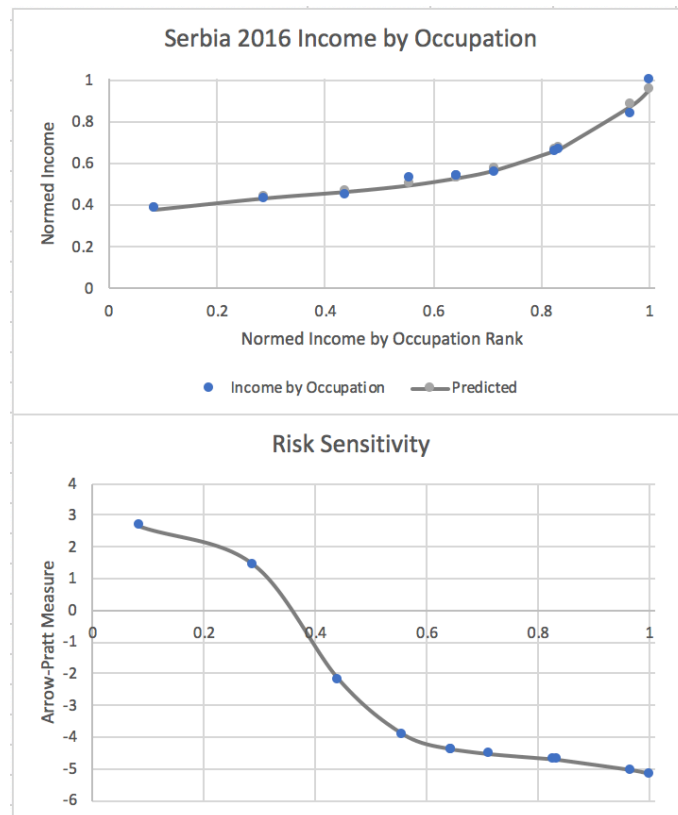 Serbia 2016 Income by Occupation
1
0.8
0.6
0.4
0.2
0
0 0.2 0.4 0.6 0.8 1
Normed Income
Normed Income by Occupation Rank
Income by Occupation Predicted
Risk Sensitivity
4
3
2
1
0
0 0.2 0.4 0.6 0.8 1
-1
-2
-3
-4
-5
-6
Arrow-Pratt Measure